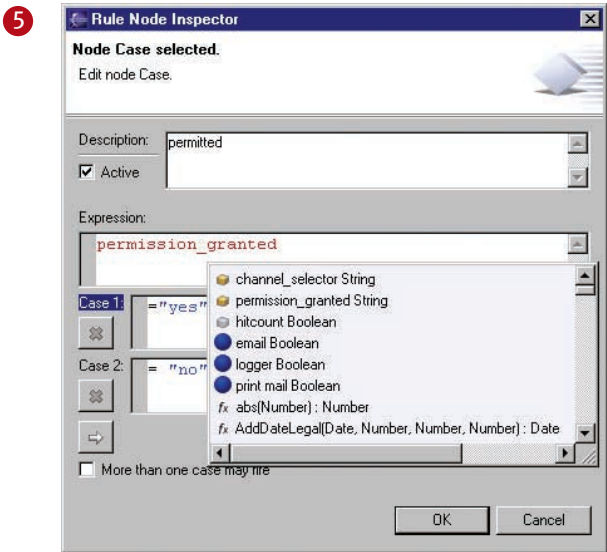 5
Rule Node Inspector
Node Case selected.
Edit node Case.
Description:
permitted
Active
Expression:
permission_granted
channel_selector String
permission_granted String
hitcount Boolean
email Boolean
logger Boolean
print mail Boolean
fx abs(Number) : Number
fx AddDateLegal(Date, Number, Number, Number) : Date
Case 1:
="yes"
Case 2:
= "no"
More than one case may fire
OK
Cancel